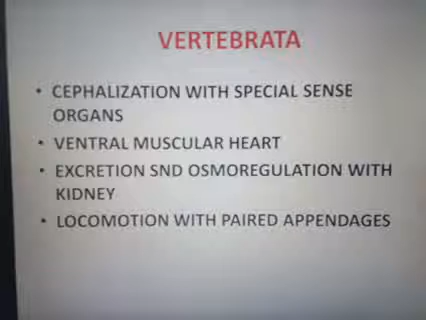 VERTEBRATA
• CEPHALIZATION WITH SPECIAL SENSE
ORGANS
• VENTRAL MUSCULAR HEART
• EXCRETION SND OSMOREGULATION WITH
KIDNEY
• LOCOMOTION WITH PAIRED APPENDAGES